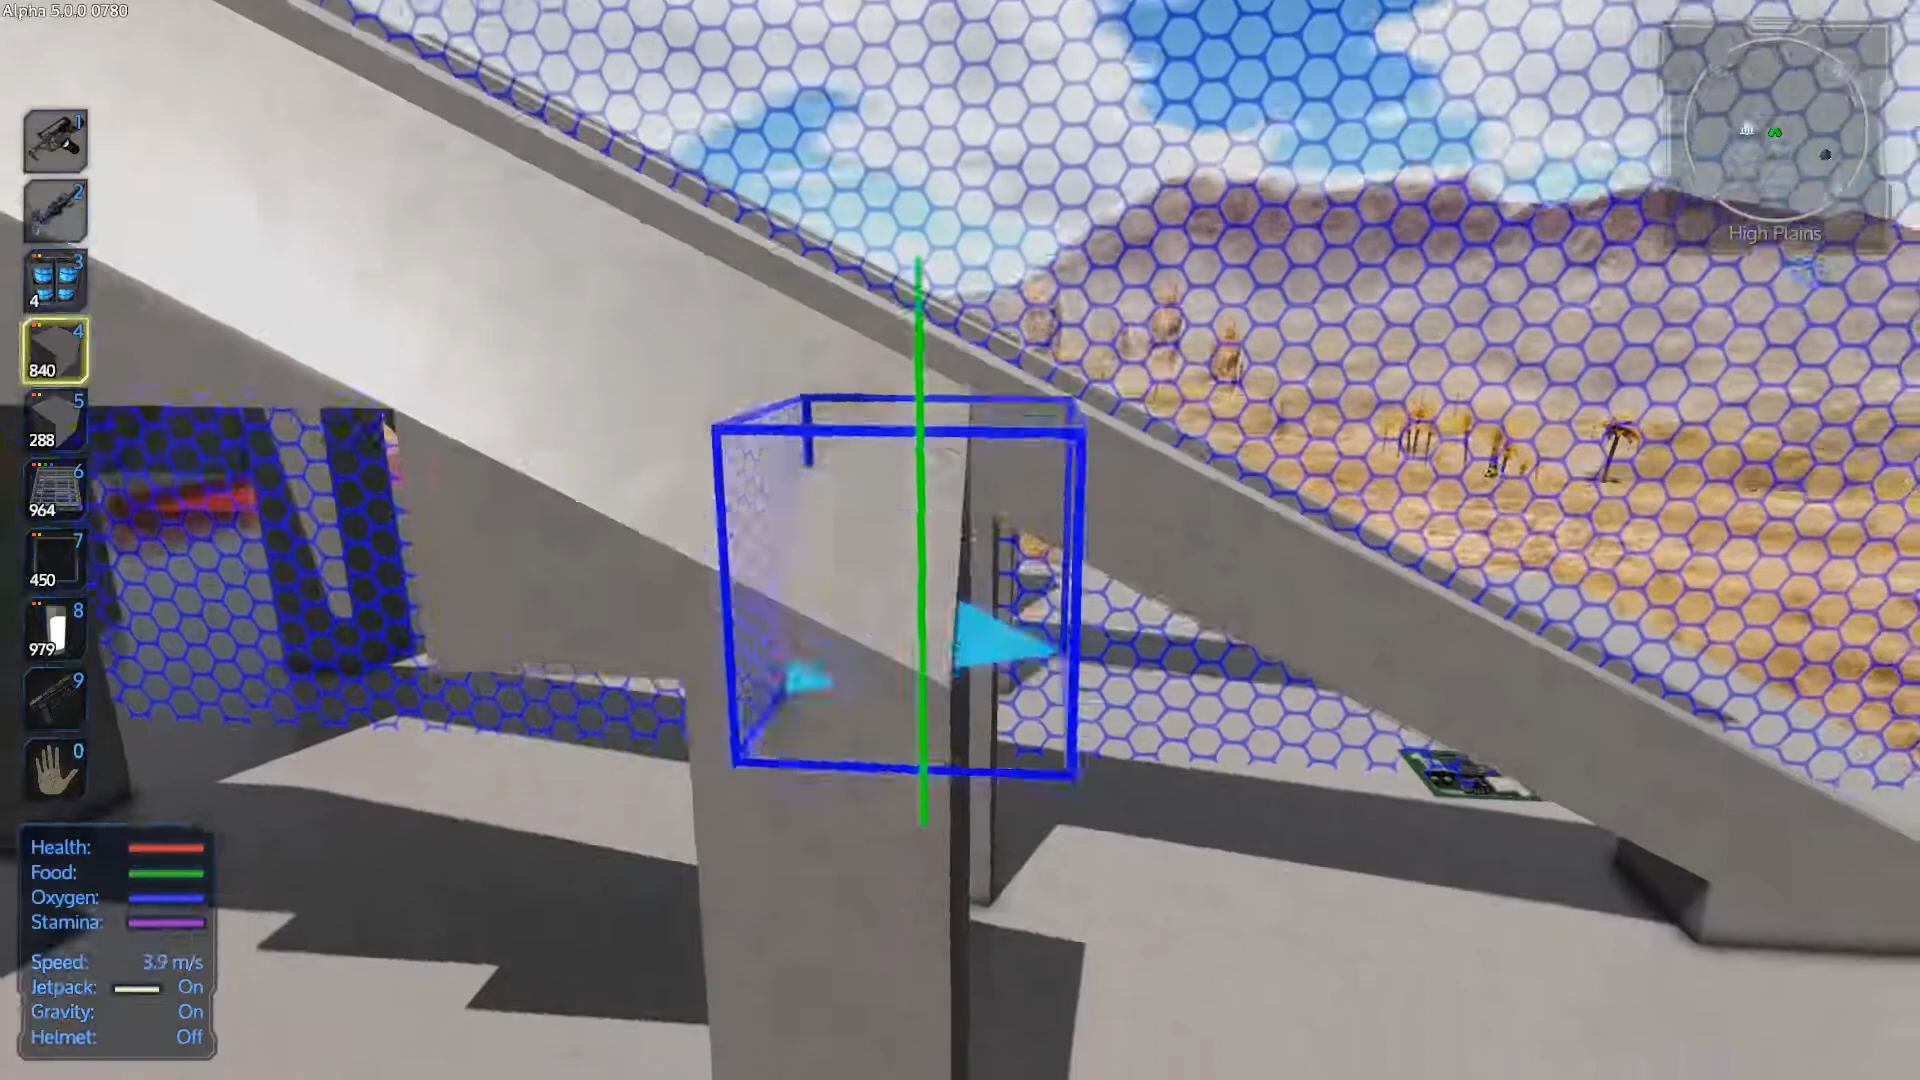 Alpha 5.0.0 0780
High Plains
1
2
3
4
4
840
5
288
6
964
7
450
8
979
9
0
Health:
Food:
Oxygen:
Stamina:
Speed: 3.9 m/s
Jetpack: On
Gravity: On
Helmet: Off